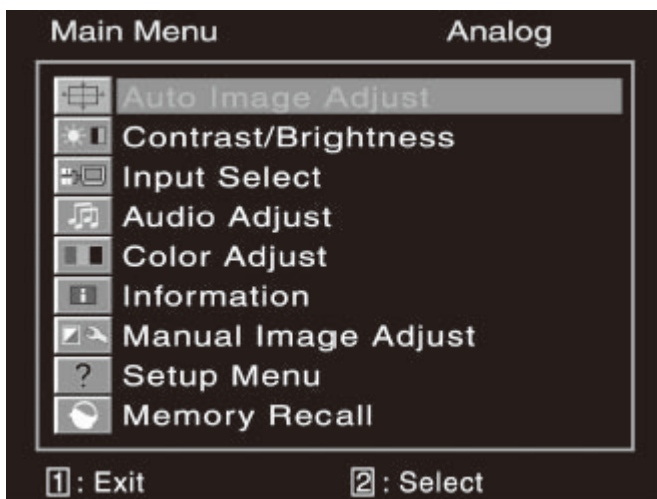 Main Menu Analog
Auto Image Adjust
Contrast/Brightness
Input Select
Audio Adjust
Color Adjust
Information
Manual Image Adjust
? Setup Menu
Memory Recall
1 : Exit 2 : Select